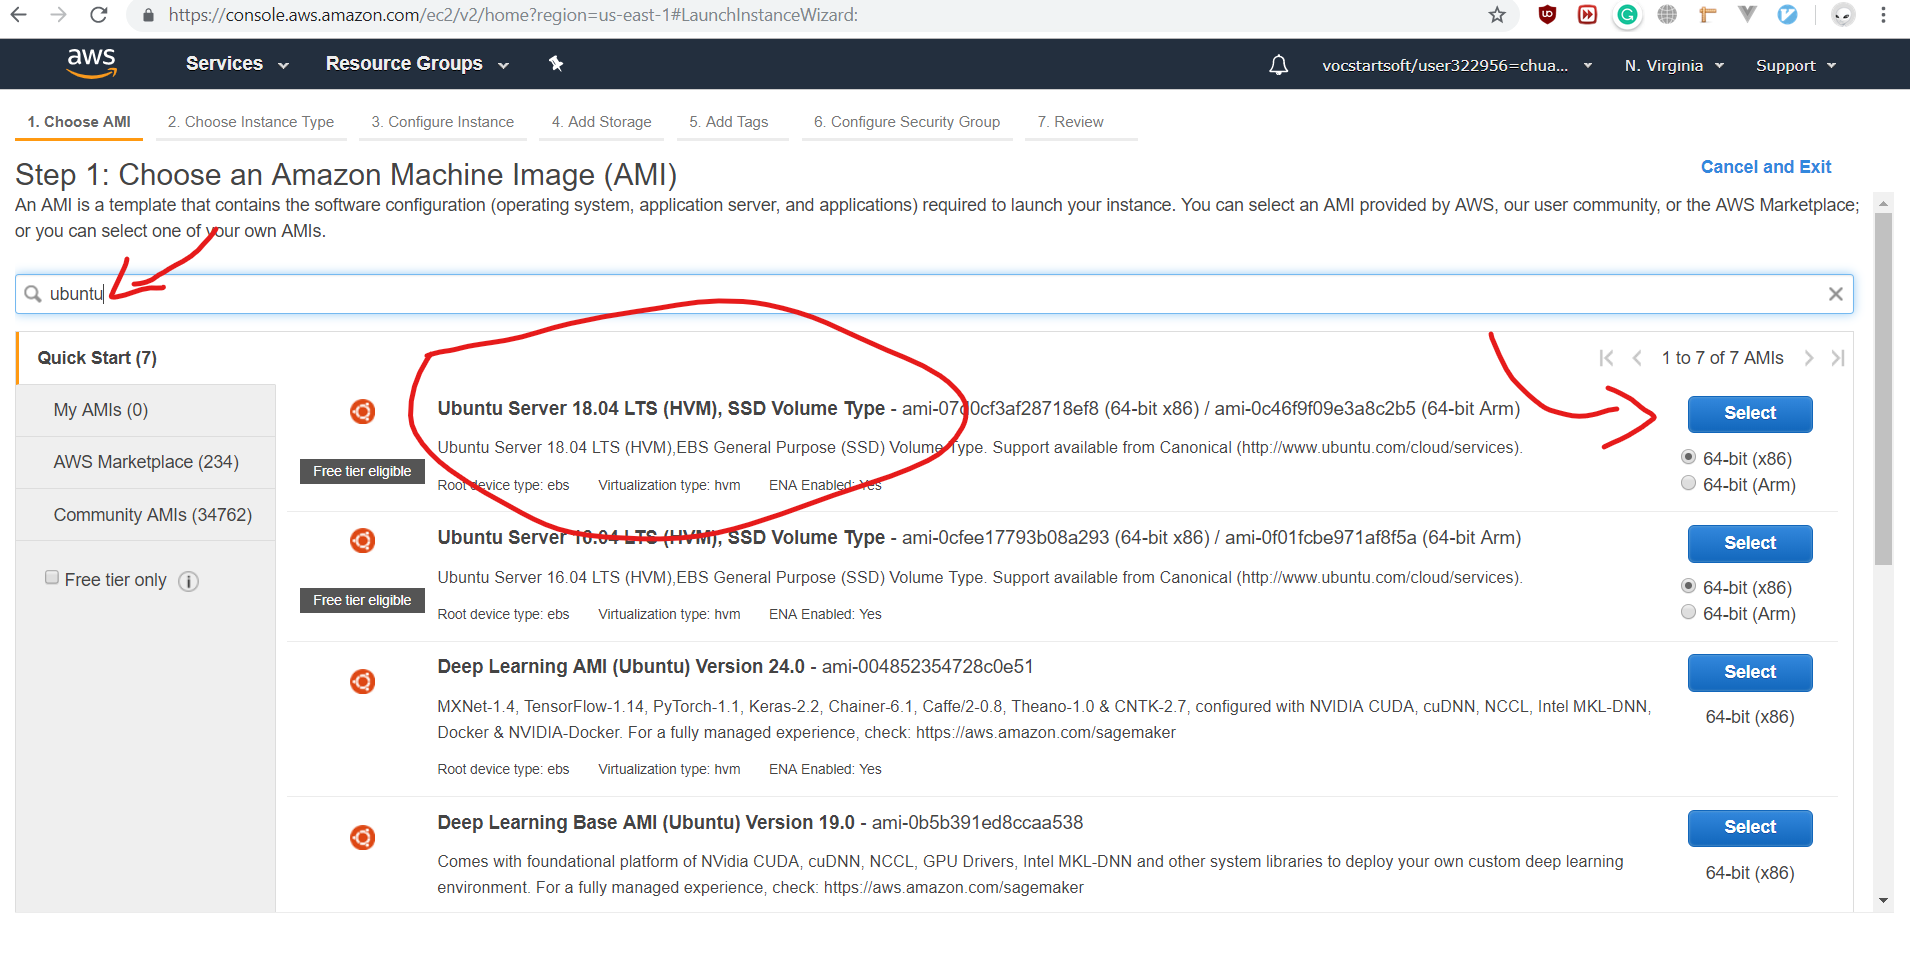 https://console.aws.amazon.com/ec2/v2/home?region=us-east-1#LaunchInstanceWizard:
aws Services Resource Groups vocstartsoft/user322956=chua... N. Virginia Support
1. Choose AMI 2. Choose Instance Type 3. Configure Instance 4. Add Storage 5. Add Tags 6. Configure Security Group 7. Review
Step 1: Choose an Amazon Machine Image (AMI)
Cancel and Exit
An AMI is a template that contains the software configuration (operating system, application server, and applications) required to launch your instance. You can select an AMI provided by AWS, our user community, or the AWS Marketplace;
or you can select one of your own AMIs.
ubuntu
Quick Start (7)
My AMIs (0)
AWS Marketplace (234)
Community AMIs (34762)
Free tier only
1 to 7 of 7 AMIs
Ubuntu Server 18.04 LTS (HVM), SSD Volume Type - ami-07d0cf3af28718ef8 (64-bit x86) / ami-0c46f9f09e3a8c2b5 (64-bit Arm)
Select
Ubuntu Server 18.04 LTS (HVM),EBS General Purpose (SSD) Volume Type. Support available from Canonical (http://www.ubuntu.com/cloud/services).
64-bit (x86)
Free tier eligible
Root device type: ebs Virtualization type: hvm ENA Enabled: Yes
64-bit (Arm)
Ubuntu Server 16.04 LTS (HVM), SSD Volume Type - ami-0cfee17793b08a293 (64-bit x86) / ami-0f01fcbe971af8f5a (64-bit Arm)
Select
Ubuntu Server 16.04 LTS (HVM),EBS General Purpose (SSD) Volume Type. Support available from Canonical (http://www.ubuntu.com/cloud/services).
64-bit (x86)
Free tier eligible
Root device type: ebs Virtualization type: hvm ENA Enabled: Yes
64-bit (Arm)
Deep Learning AMI (Ubuntu) Version 24.0 - ami-004852354728c0e51
Select
MXNet-1.4, TensorFlow-1.14, PyTorch-1.1, Keras-2.2, Chainer-6.1, Caffe/2-0.8, Theano-1.0 & CNTK-2.7, configured with NVIDIA CUDA, cuDNN, NCCL, Intel MKL-DNN,
64-bit (x86)
Docker & NVIDIA-Docker. For a fully managed experience, check: https://aws.amazon.com/sagemaker
Root device type: ebs Virtualization type: hvm ENA Enabled: Yes
Deep Learning Base AMI (Ubuntu) Version 19.0 - ami-0b5b391ed8ccaa538
Select
Comes with foundational platform of NVidia CUDA, cuDNN, NCCL, GPU Drivers, Intel MKL-DNN and other system libraries to deploy your own custom deep learning
64-bit (x86)
environment. For a fully managed experience, check: https://aws.amazon.com/sagemaker